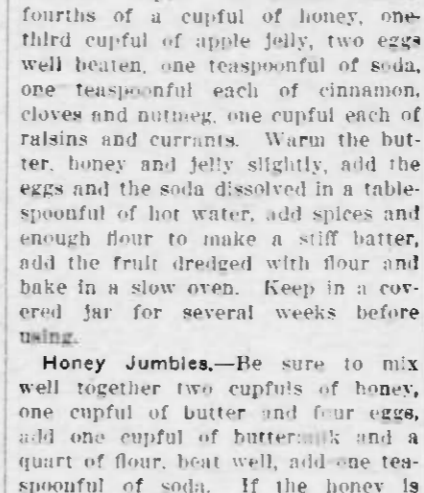 fourths of a cupful of honey, one-
third cupful of apple jelly, two eggs
well beaten, one teaspoonful of soda,
one teaspoonful each of cinnamon,
cloves and nutmeg, one cupful each of
raisins and currants. Warm the but-
ter, honey and jelly slightly, add the
eggs and the soda dissolved in a table-
spoonful of hot water, add spices and
enough flour to make a stiff batter,
add the fruit dredged with flour and
bake in a slow oven. Keep in a cov-
ered jar for several weeks before
using.
Honey Jumbles.—Be sure to mix
well together two cupfuls of honey,
one cupful of butter and four eggs,
add one cupful of buttermilk and a
quart of flour, beat well, add one tea-
spoonful of soda. If the honey is